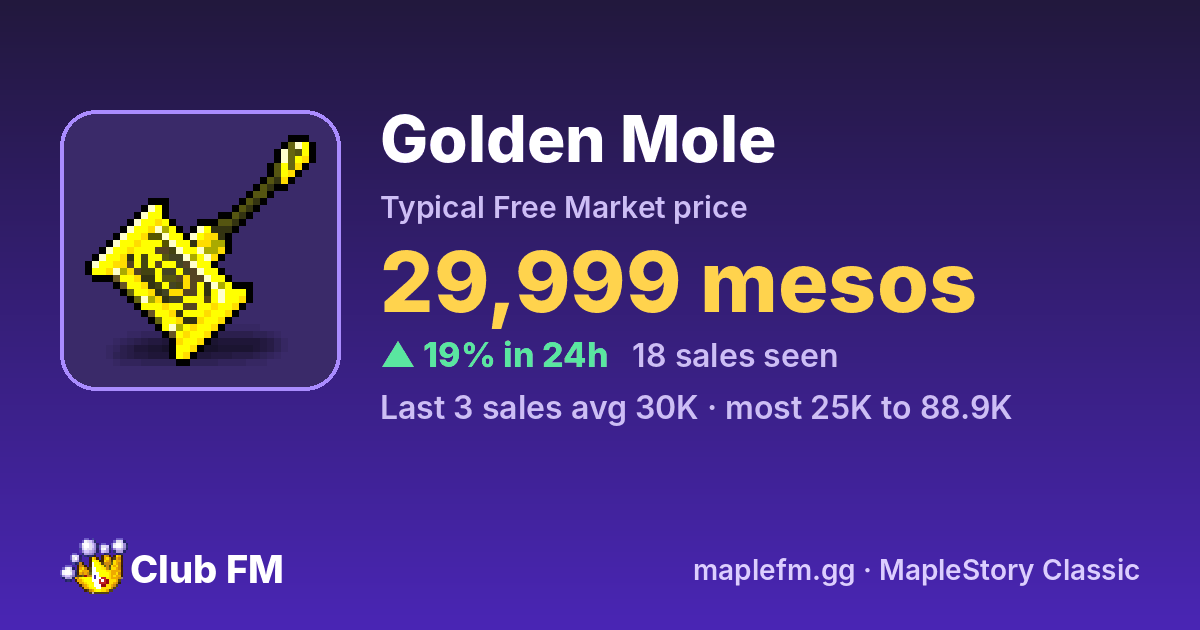 Golden Mole
Typical Free Market price
29,999 mesos
▲ 19% in 24h 18 sales seen
Last 3 sales avg 30K · most 25K to 88.9K
Club FM
maplefm.gg · MapleStory Classic